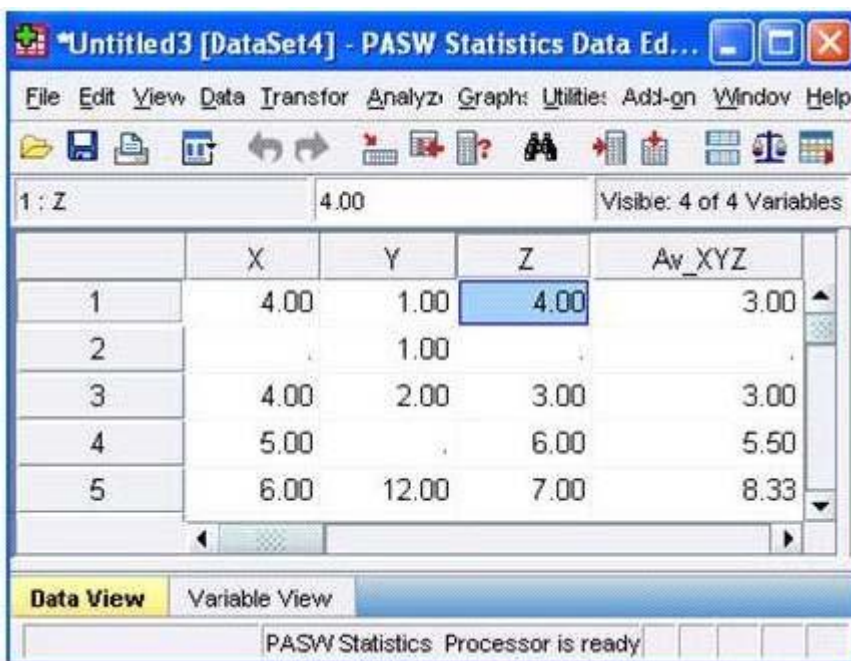 *Untitled3 [DataSet4] - PASW Statistics Data Ed...
File Edit View Data Transfor Analyz Graph Utilities Add-on Window Help
1 : Z 4.00 Visible: 4 of 4 Variables
X Y Z Av_XYZ
1 4.00 1.00 4.00 3.00
2 . 1.00 . .
3 4.00 2.00 3.00 3.00
4 5.00 . 6.00 5.50
5 6.00 12.00 7.00 8.33
Data View Variable View
PASW Statistics Processor is ready